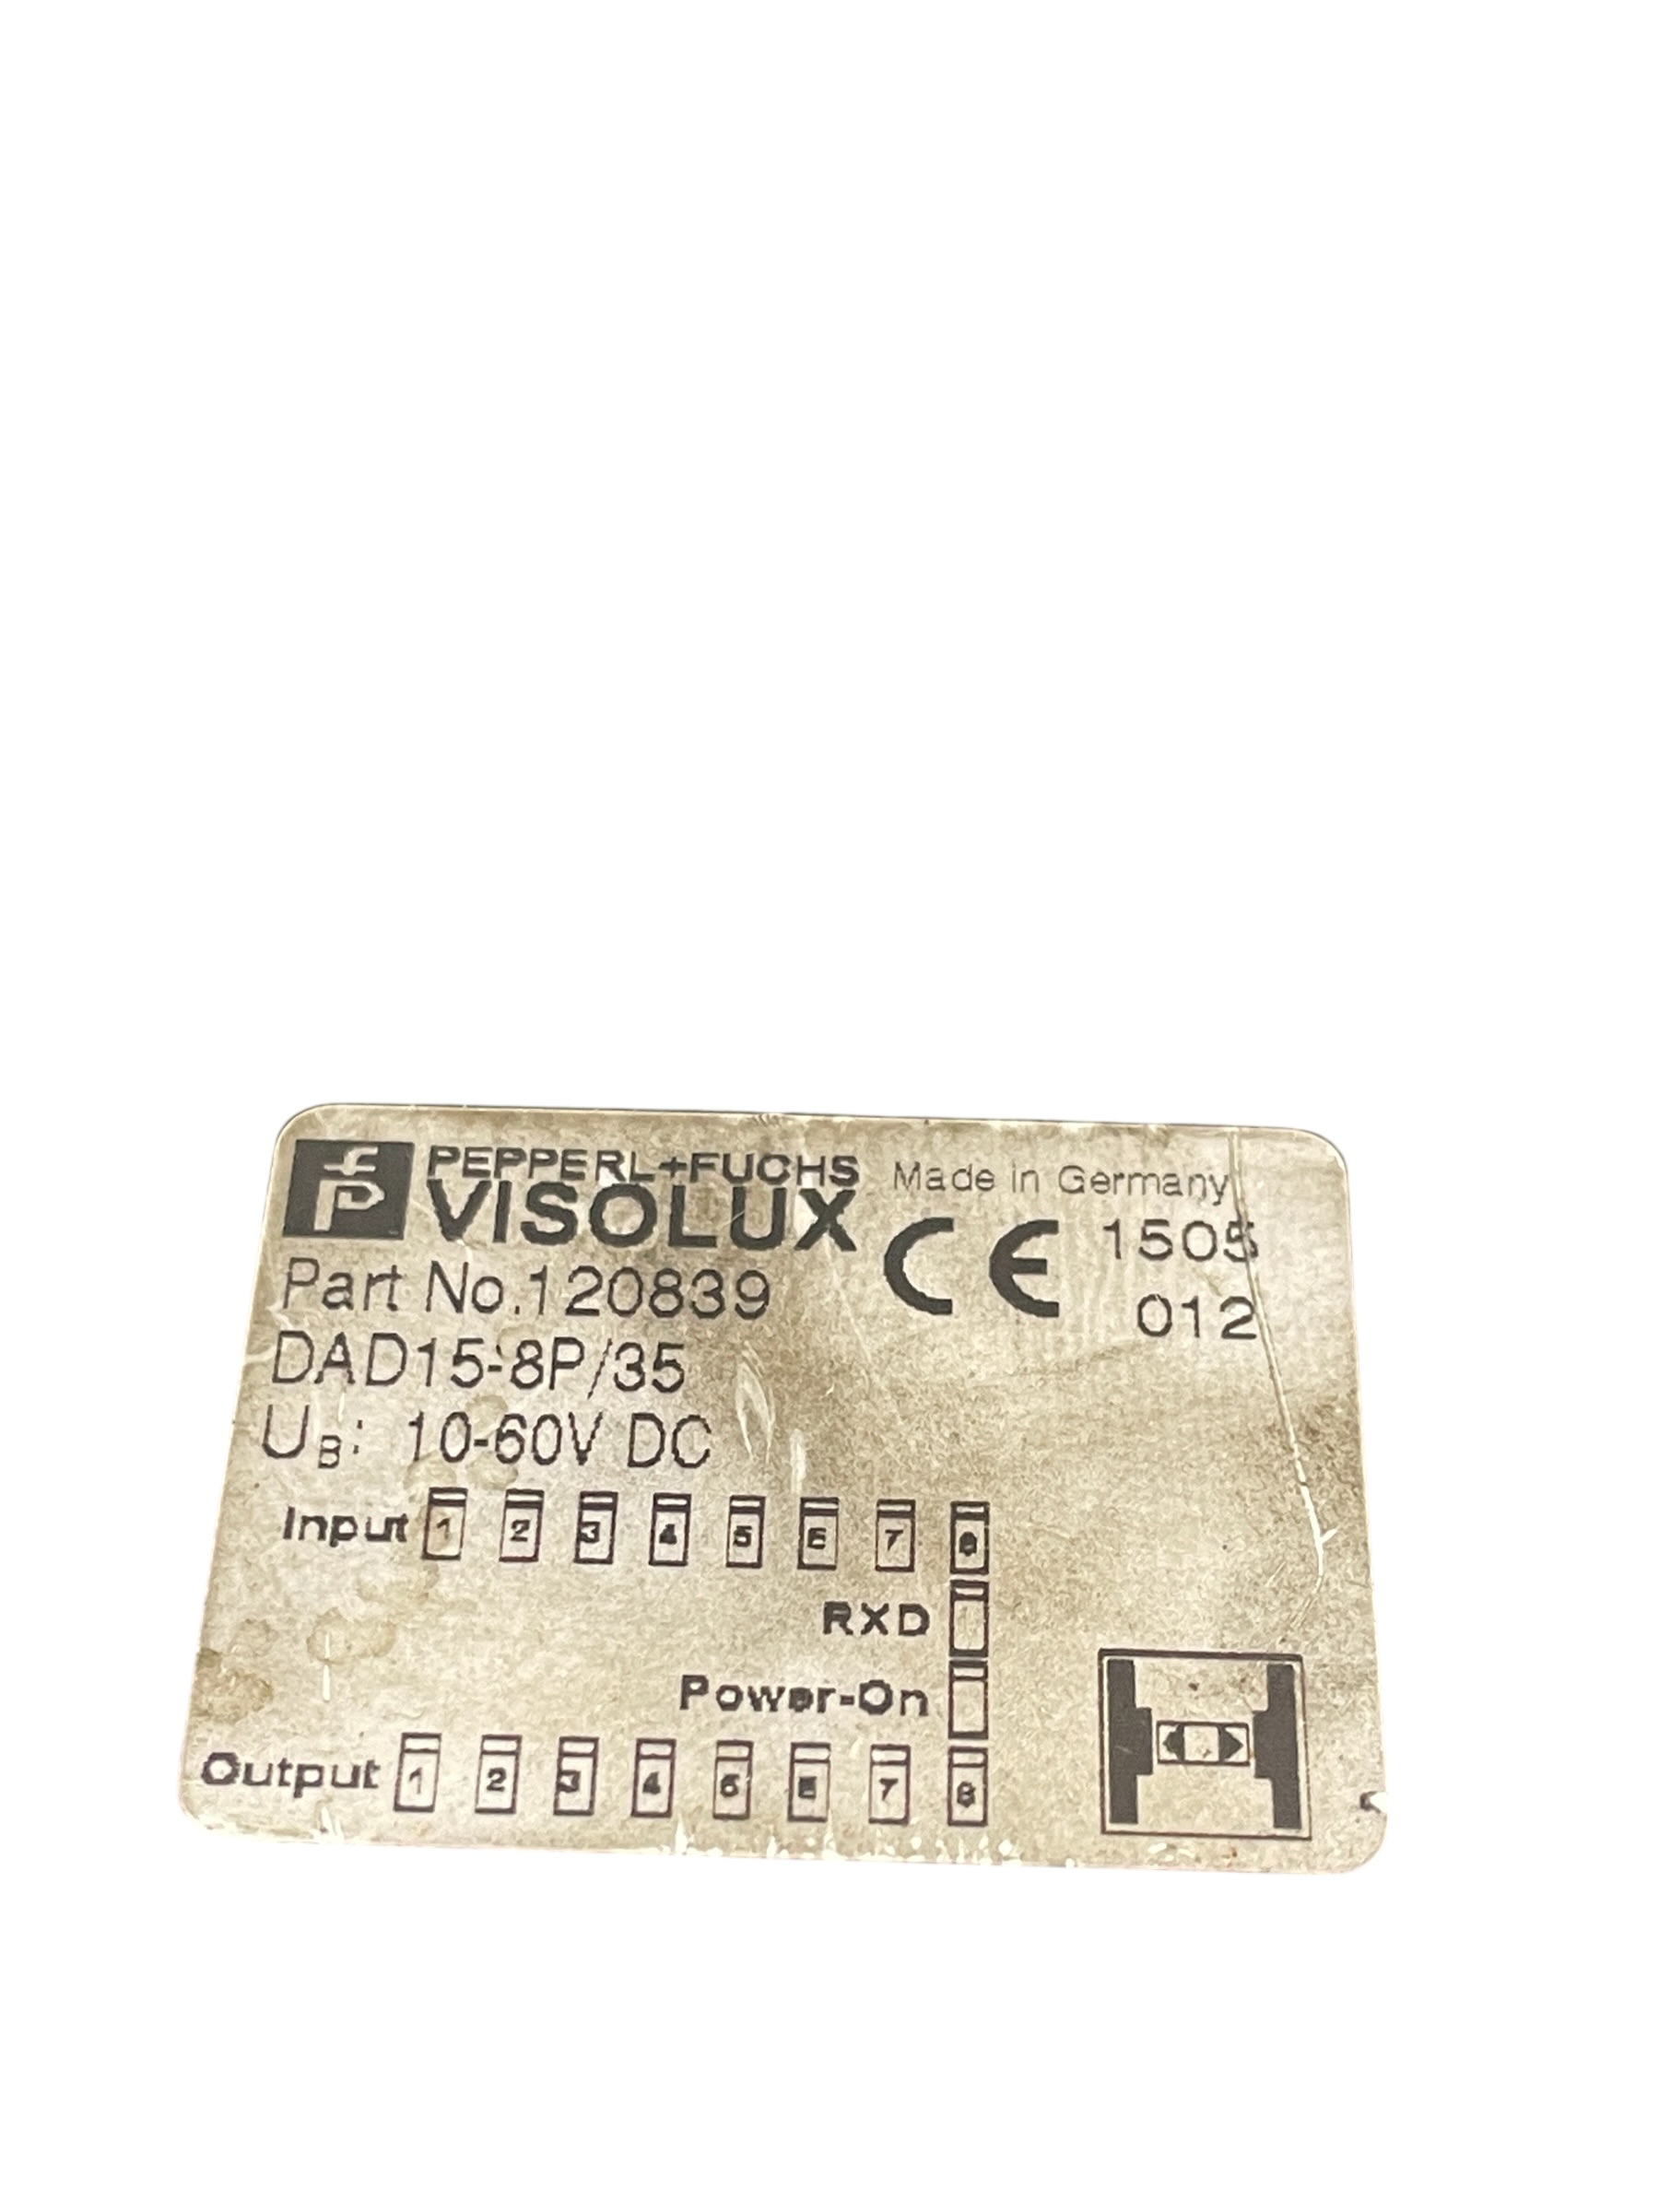 PEPPERL+FUCHS
VISOLUX
Made in Germany
CE
1505
012
Part No.120839
DAD15-8P/35
UB: 10-60V DC
Input 1 2 3 4 5 6 7 8
RXD
Power-On
Output 1 2 3 4 5 6 7 8